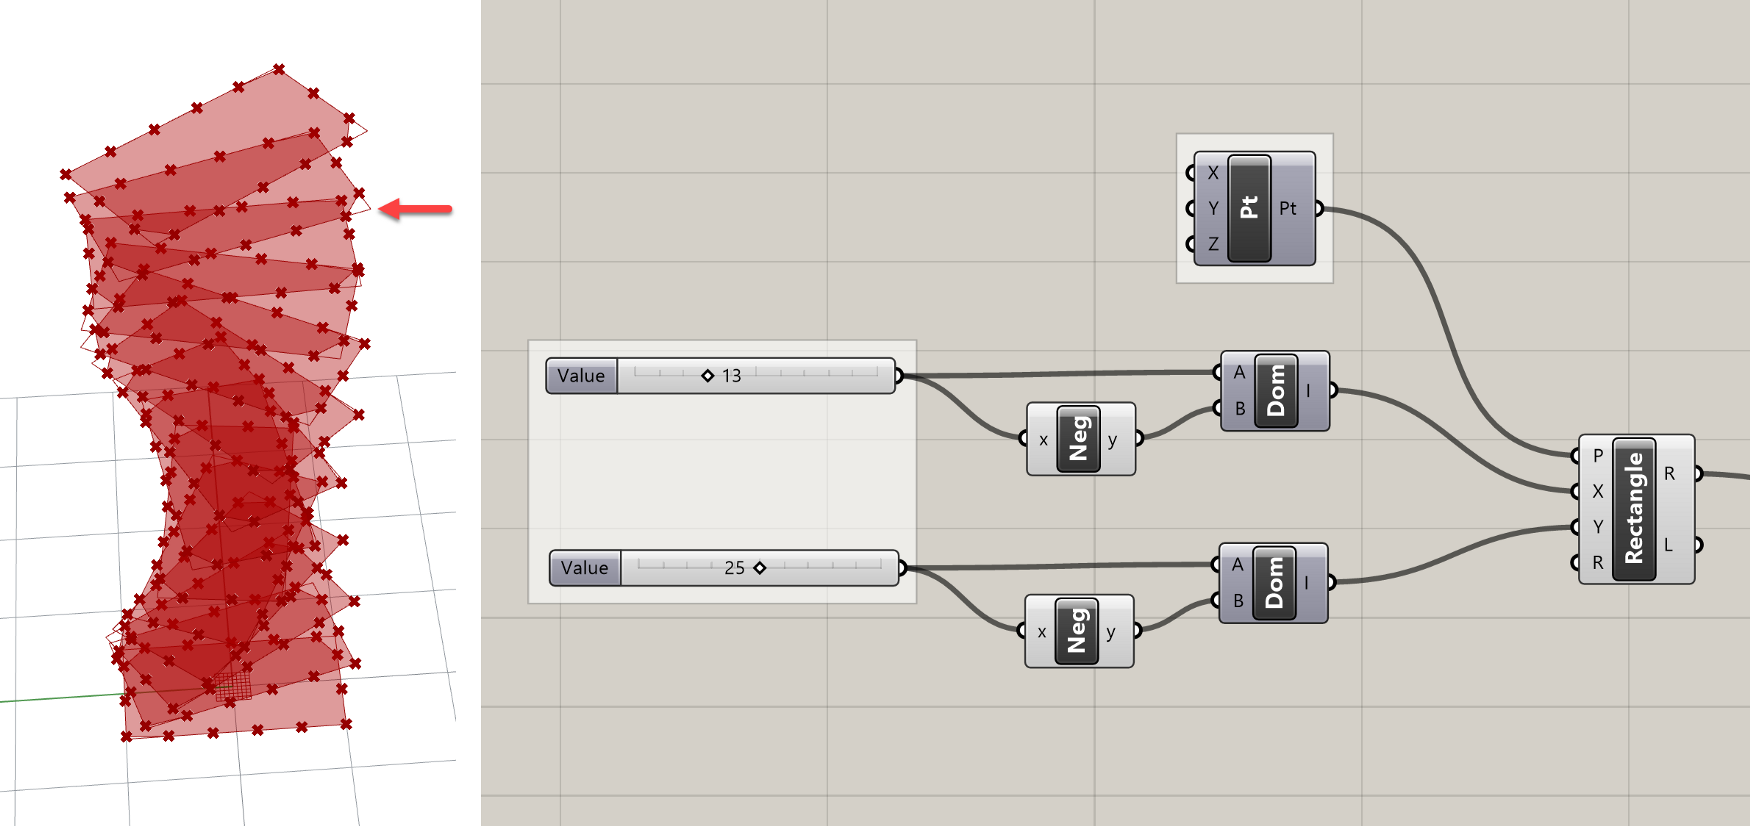 X
Y Pt Pt
Z
Value 13
A Dom I
B
x Neg y
P
X Rectangle R
Y
R L
Value 25
A Dom I
B
x Neg y